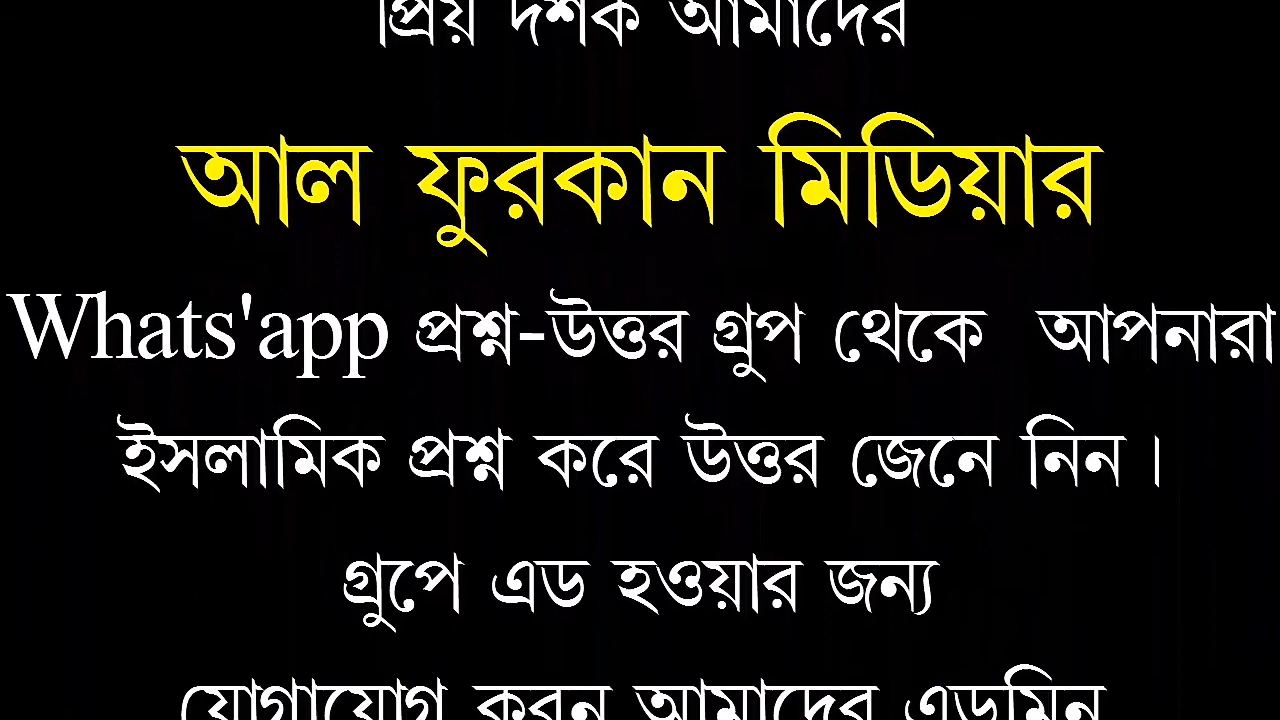 প্রিয় দর্শক আমাদের
আল ফুরকান মিডিয়ার
Whats'app প্রশ্ন-উত্তর গ্রুপ থেকে আপনারা
ইসলামিক প্রশ্ন করে উত্তর জেনে নিন।
গ্রুপে এড হওয়ার জন্য
যোগাযোগ করুন আমাদের এডমিন